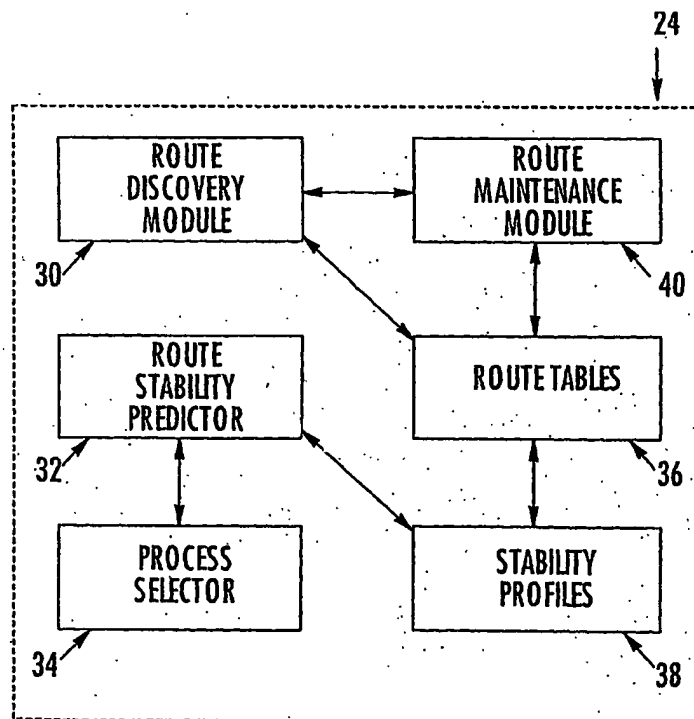 24
ROUTE
DISCOVERY
MODULE
30
ROUTE
MAINTENANCE
MODULE
40
ROUTE
STABILITY
PREDICTOR
32
ROUTE TABLES
36
PROCESS
SELECTOR
34
STABILITY
PROFILES
38